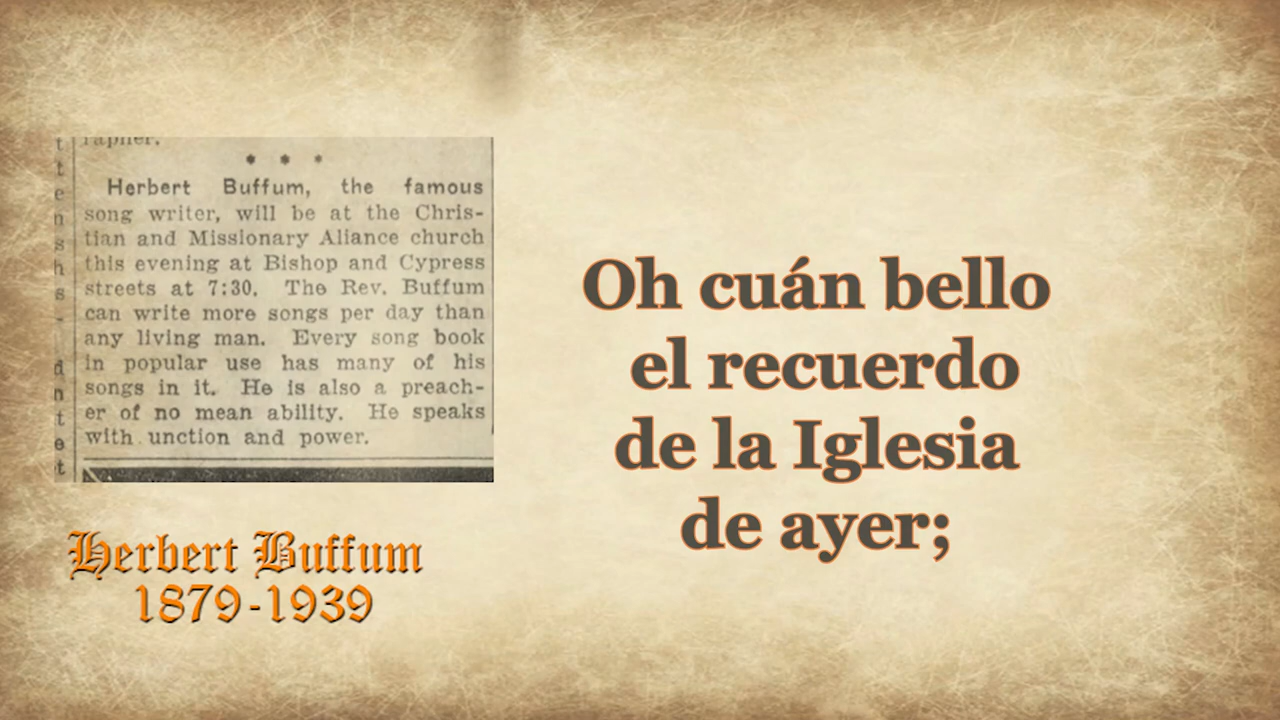 * * *
Herbert Buffum, the famous
song writer, will be at the Chris-
tian and Missionary Aliance church
this evening at Bishop and Cypress
streets at 7:30. The Rev. Buffum
can write more songs per day than
any living man. Every song book
in popular use has many of his
songs in it. He is also a preach-
er of no mean ability. He speaks
with unction and power.
Herbert Buffum
1879-1939
Oh cuán bello
el recuerdo
de la Iglesia
de ayer;